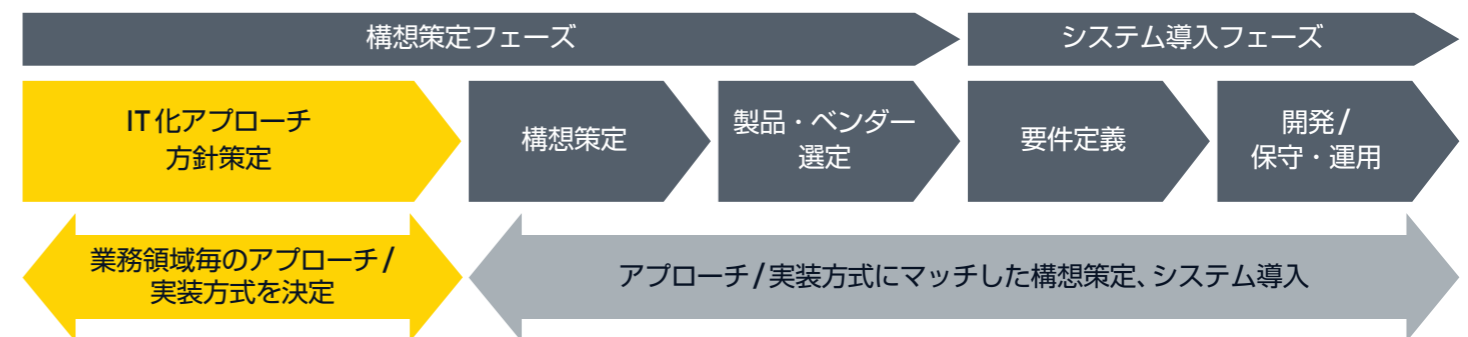 構想策定フェーズ
システム導入フェーズ
IT化アプローチ
方針策定
構想策定
製品・ベンダー
選定
要件定義
開発/
保守・運用
業務領域毎のアプローチ/
実装方式を決定
アプローチ/実装方式にマッチした構想策定、システム導入